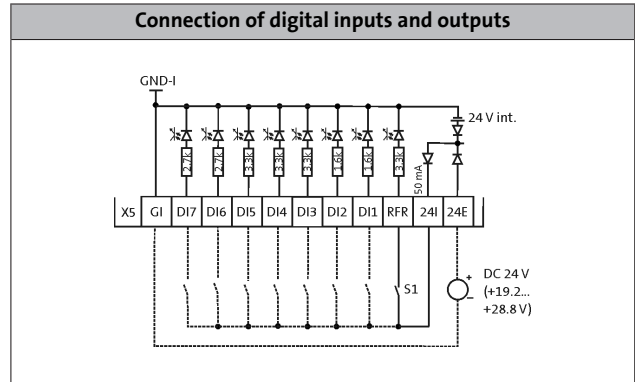 Connection of digital inputs and outputs
GND-I
24 V int.
2.7k 2.7k 3.3k 3.3k 3.3k 1.6k 1.6k 3.3k 50 mA
X5 GI DI7 DI6 DI5 DI4 DI3 DI2 DI1 RFR 24I 24E
S1
+
DC 24 V
(+19.2...
–
+28.8 V)